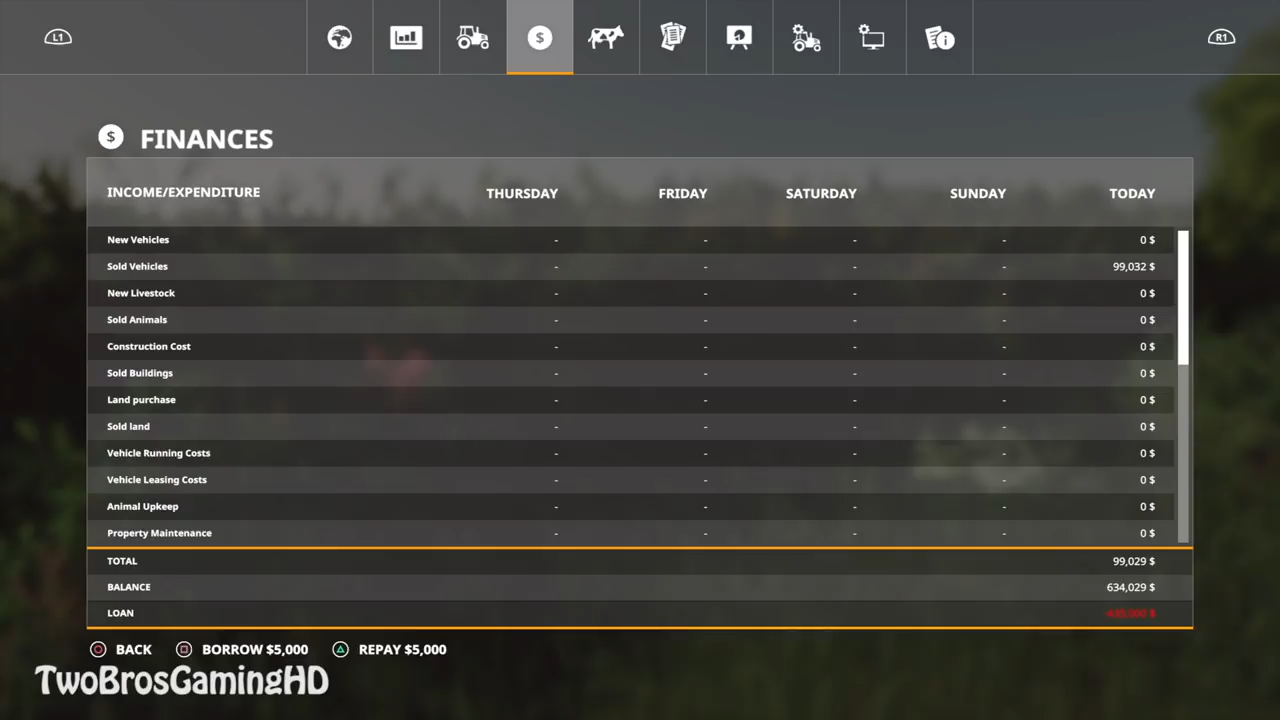 L1
R1
$ FINANCES
INCOME/EXPENDITURE THURSDAY FRIDAY SATURDAY SUNDAY TODAY
New Vehicles - - - - 0 $
Sold Vehicles - - - - 99,032 $
New Livestock - - - - 0 $
Sold Animals - - - - 0 $
Construction Cost - - - - 0 $
Sold Buildings - - - - 0 $
Land purchase - - - - 0 $
Sold land - - - - 0 $
Vehicle Running Costs - - - - 0 $
Vehicle Leasing Costs - - - - 0 $
Animal Upkeep - - - - 0 $
Property Maintenance - - - - 0 $
TOTAL 99,029 $
BALANCE 634,029 $
LOAN
BACK BORROW $5,000 REPAY $5,000
TwoBrosGamingHD